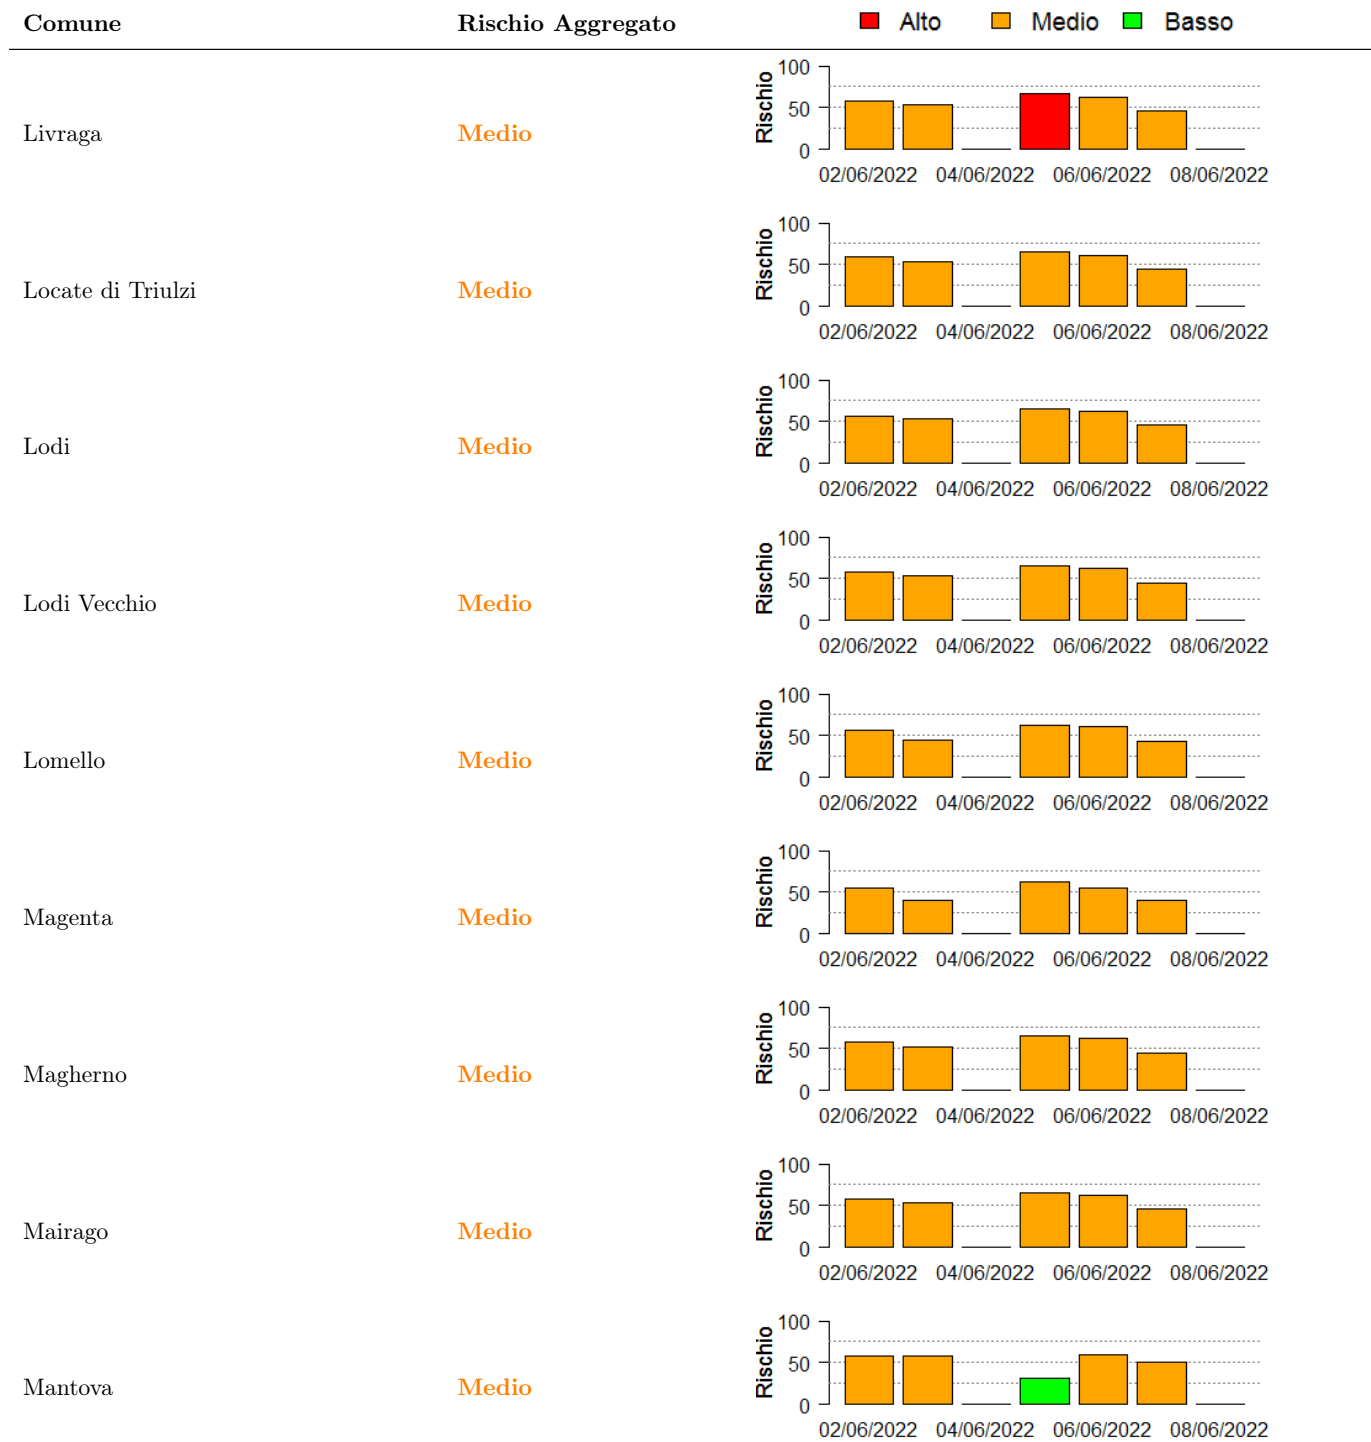 Comune Rischio Aggregato Alto Medio Basso
Livraga Medio
Rischio
100
50
0
02/06/2022 04/06/2022 06/06/2022 08/06/2022
Locate di Triulzi Medio
Rischio
100
50
0
02/06/2022 04/06/2022 06/06/2022 08/06/2022
Lodi Medio
Rischio
100
50
0
02/06/2022 04/06/2022 06/06/2022 08/06/2022
Lodi Vecchio Medio
Rischio
100
50
0
02/06/2022 04/06/2022 06/06/2022 08/06/2022
Lomello Medio
Rischio
100
50
0
02/06/2022 04/06/2022 06/06/2022 08/06/2022
Magenta Medio
Rischio
100
50
0
02/06/2022 04/06/2022 06/06/2022 08/06/2022
Magherno Medio
Rischio
100
50
0
02/06/2022 04/06/2022 06/06/2022 08/06/2022
Mairago Medio
Rischio
100
50
0
02/06/2022 04/06/2022 06/06/2022 08/06/2022
Mantova Medio
Rischio
100
50
0
02/06/2022 04/06/2022 06/06/2022 08/06/2022